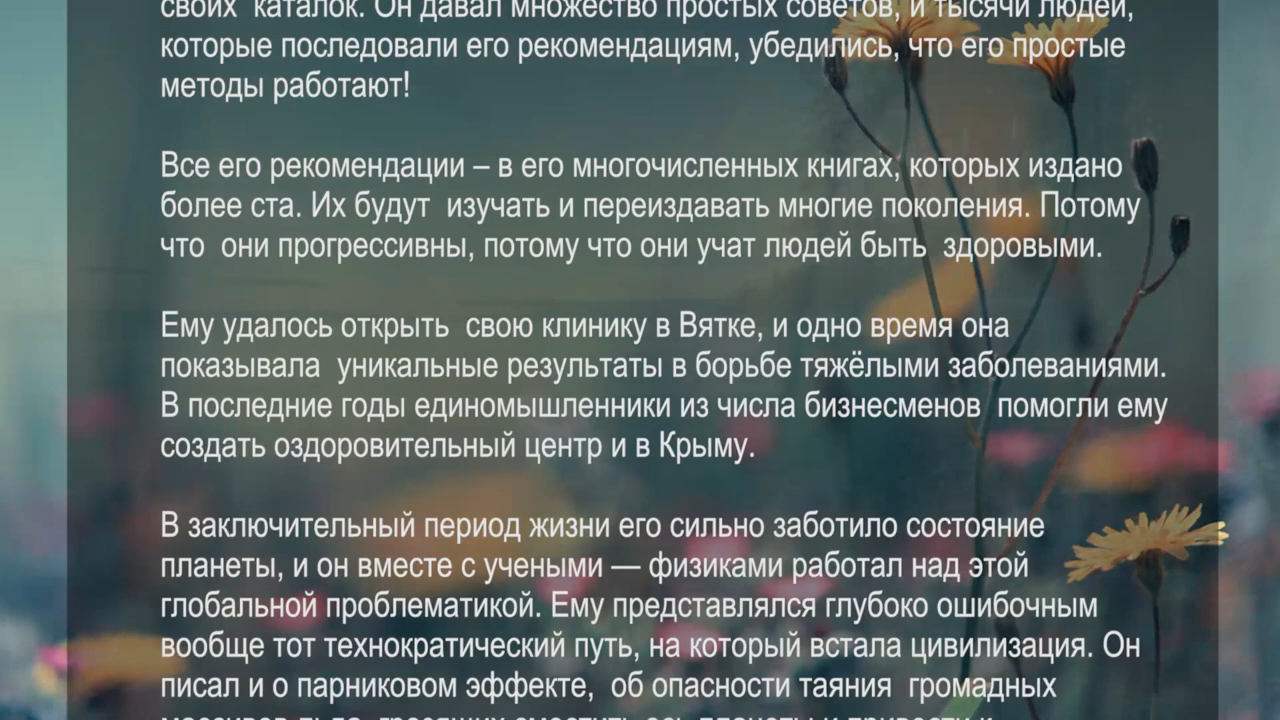 своих каталок. Он давал множество простых советов, и тысячи людей,
которые последовали его рекомендациям, убедились, что его простые
методы работают!
Все его рекомендации – в его многочисленных книгах, которых издано
более ста. Их будут изучать и переиздавать многие поколения. Потому
что они прогрессивны, потому что они учат людей быть здоровыми.
Ему удалось открыть свою клинику в Вятке, и одно время она
показывала уникальные результаты в борьбе тяжёлыми заболеваниями.
В последние годы единомышленники из числа бизнесменов помогли ему
создать оздоровительный центр и в Крыму.
В заключительный период жизни его сильно заботило состояние
планеты, и он вместе с учеными — физиками работал над этой
глобальной проблематикой. Ему представлялся глубоко ошибочным
вообще тот технократический путь, на который встала цивилизация. Он
писал и о парниковом эффекте, об опасности таяния громадных